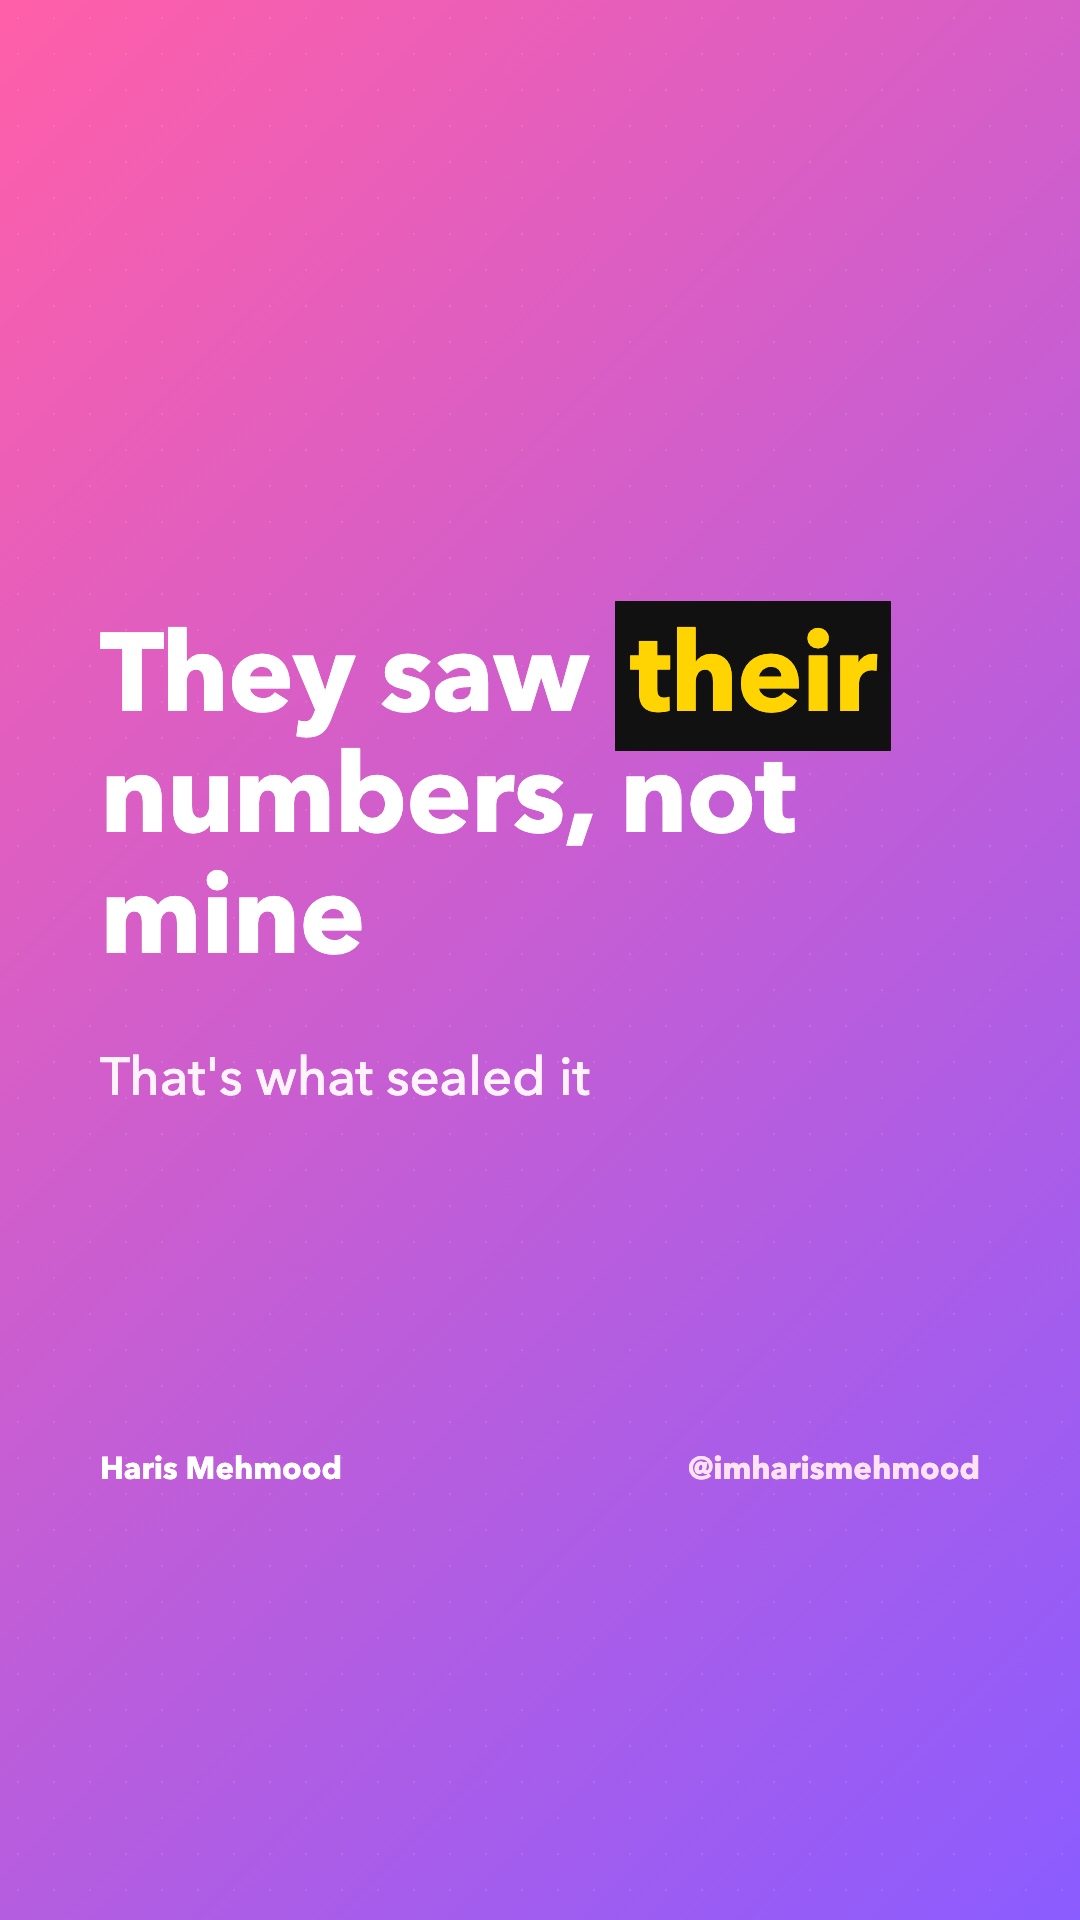 They saw their
numbers, not
mine
That's what sealed it
Haris Mehmood
@imharismehmood